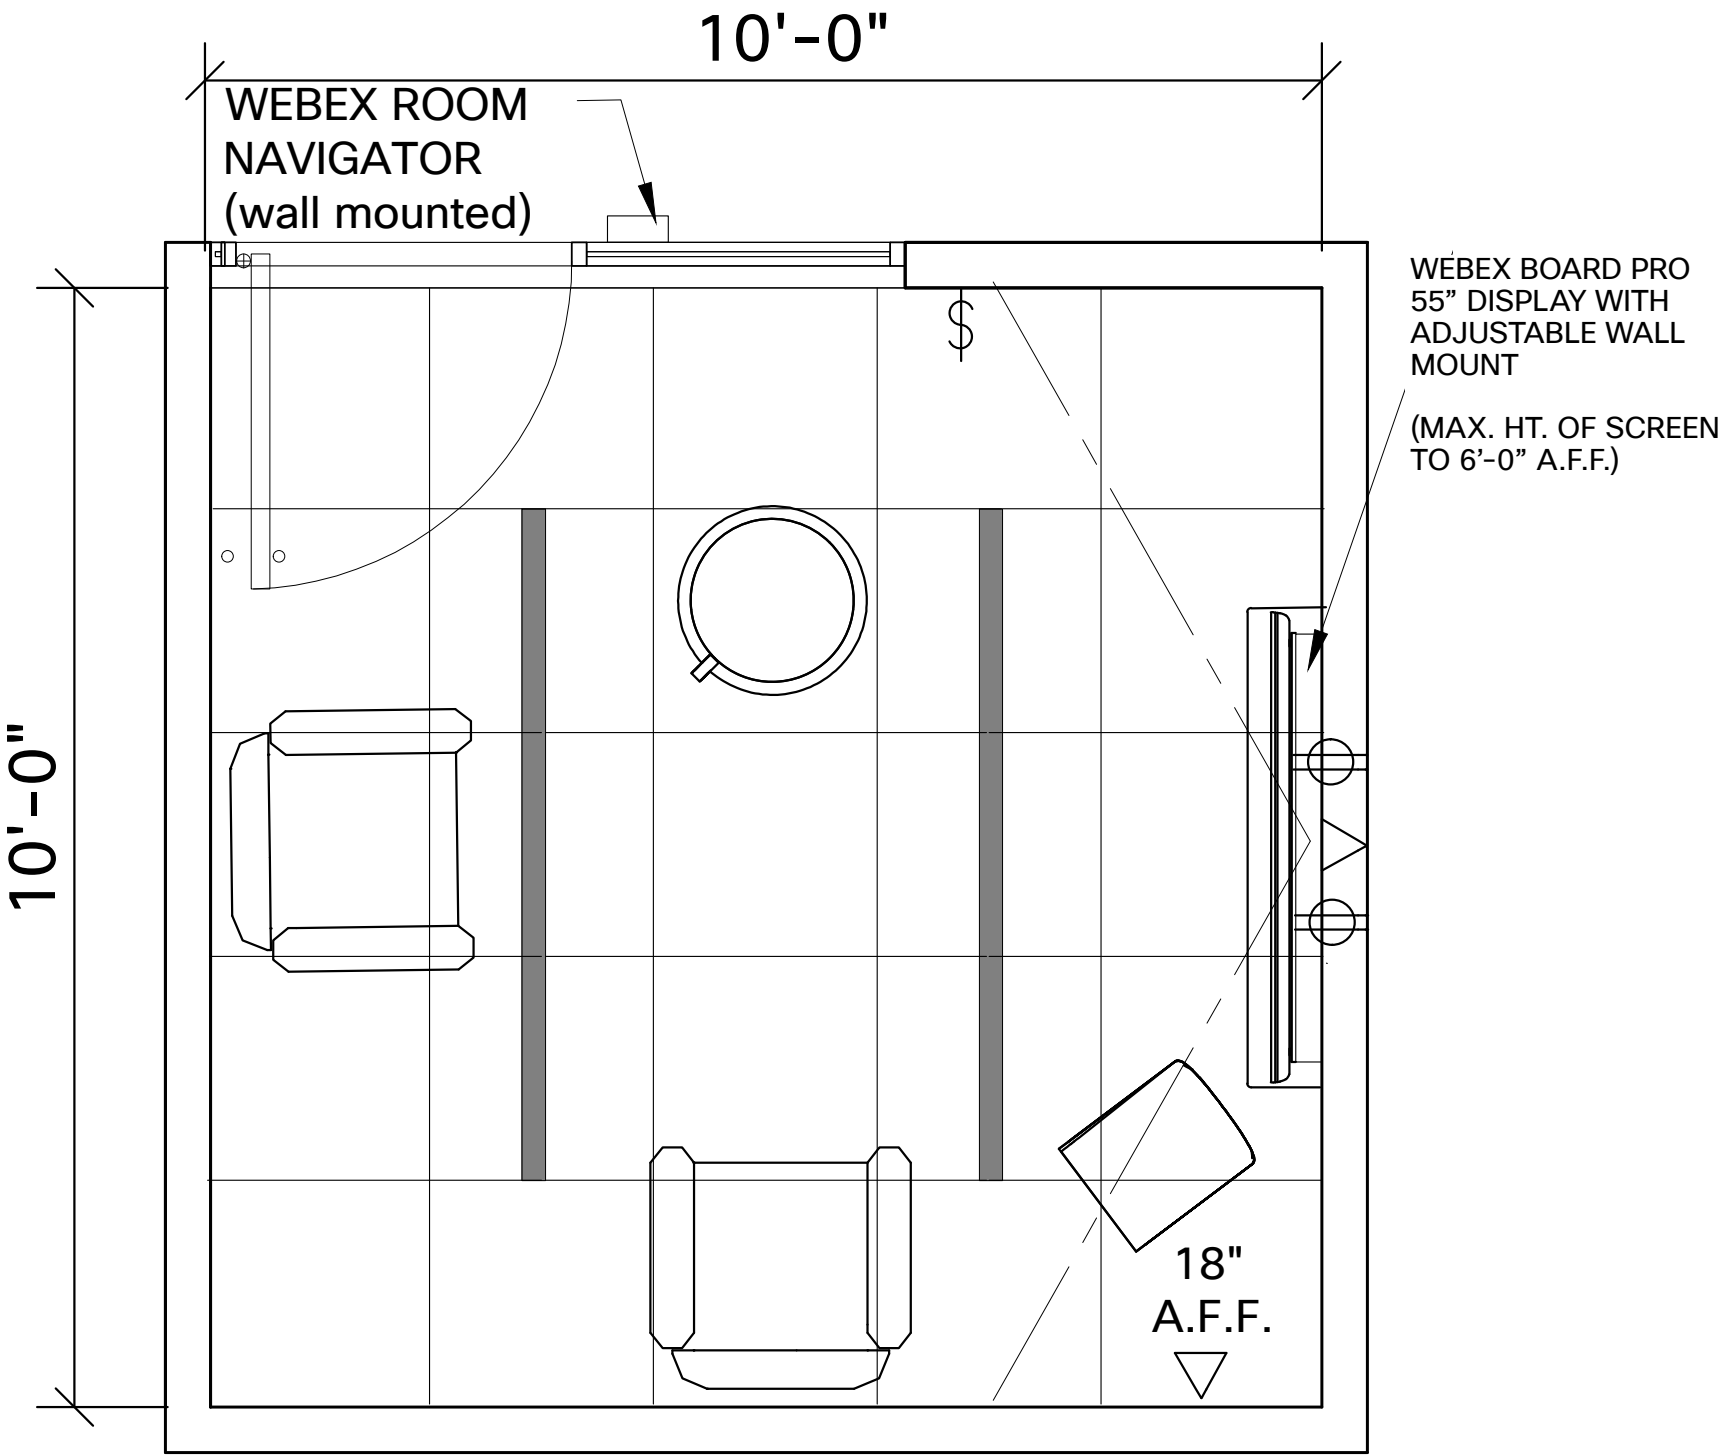 10'-0"
WEBEX ROOM
NAVIGATOR
(wall mounted)
WEBEX BOARD PRO
55” DISPLAY WITH
ADJUSTABLE WALL
MOUNT
(MAX. HT. OF SCREEN
TO 6’-0” A.F.F.)
$
10'-0"
18"
A.F.F.